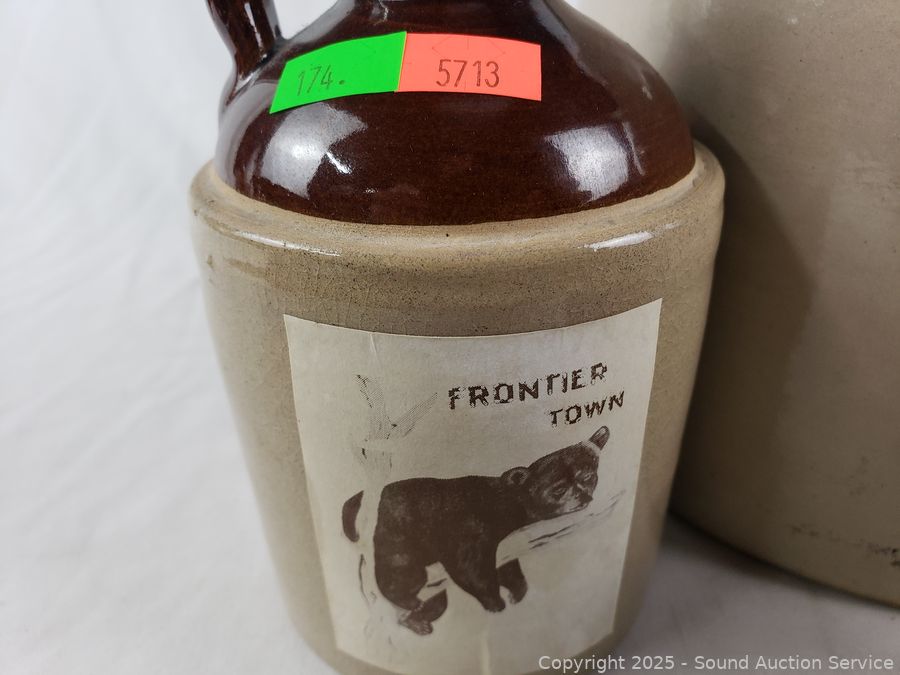 174.
5713
FRONTIER
TOWN
Copyright 2025 - Sound Auction Service